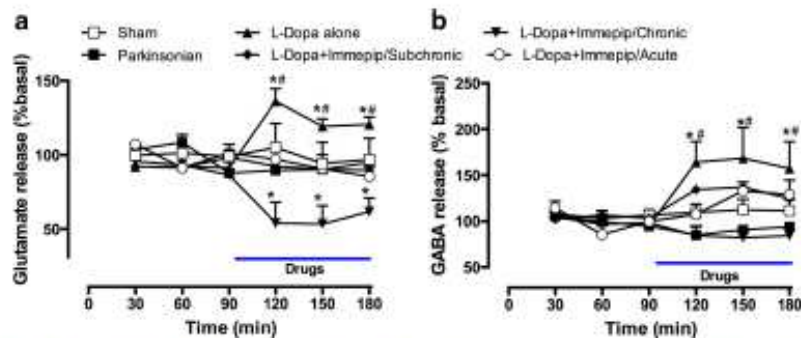 a
Sham
L-Dopa alone
b
L-Dopa+Immepip/Chronic
Parkinsonian
L-Dopa+Immepip/Subchronic
L-Dopa+Immepip/Acute
Glutamate release (%basal)
150
100
50
*#
*#
*#
*
*
*
Drugs
0 30 60 90 120 150 180
Time (min)
GABA release (% basal)
250
200
150
100
50
*#
*#
*#
Drugs
0 30 60 90 120 150 180
Time (min)